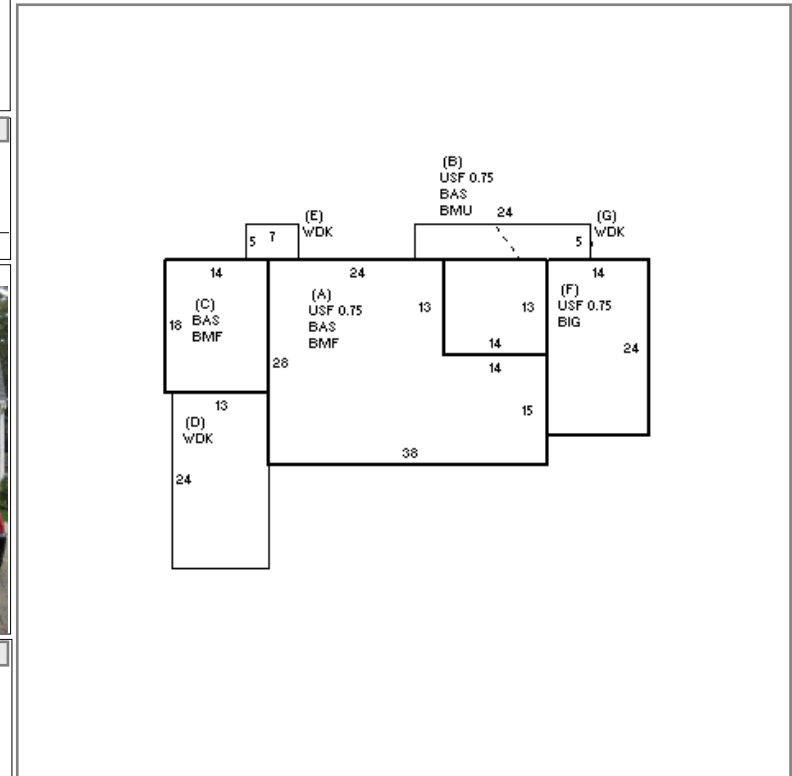 (B)
USF 0.75
BAS
BMU
24
(E)
WDK
(G)
WDK
5
7
5
14
24
14
(C)
BAS
BMF
18
(A)
USF 0.75
BAS
BMF
13
13
(F)
USF 0.75
BIG
14
24
28
14
13
(D)
WDK
15
38
24